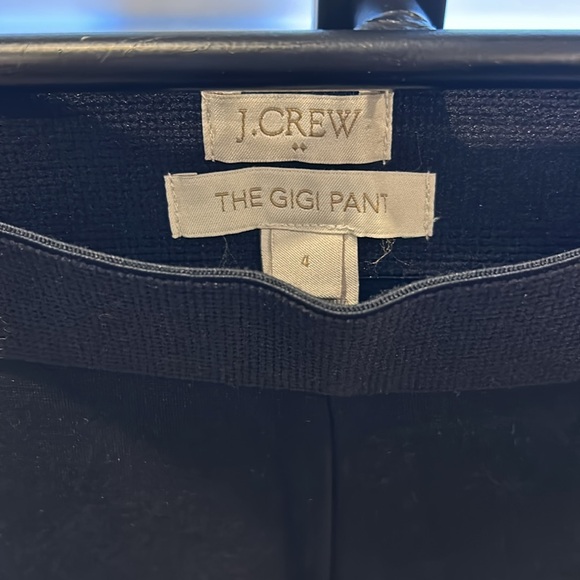 J.CREW
THE GIGI PANT
4